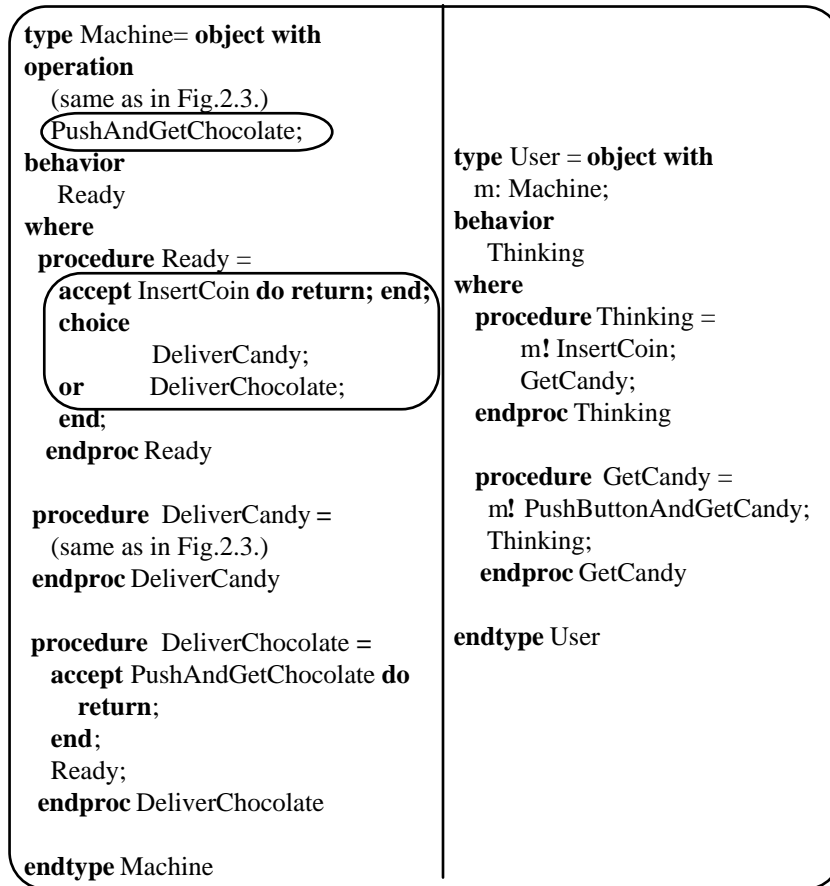 type Machine= object with
operation
(same as in Fig.2.3.)
PushAndGetChocolate;
behavior
Ready
where
procedure Ready =
accept InsertCoin do return; end;
choice
DeliverCandy;
or DeliverChocolate;
end;
endproc Ready
procedure DeliverCandy =
(same as in Fig.2.3.)
endproc DeliverCandy
procedure DeliverChocolate =
accept PushAndGetChocolate do
return;
end;
Ready;
endproc DeliverChocolate
endtype Machine
type User = object with
m: Machine;
behavior
Thinking
where
procedure Thinking =
m! InsertCoin;
GetCandy;
endproc Thinking
procedure GetCandy =
m! PushButtonAndGetCandy;
Thinking;
endproc GetCandy
endtype User